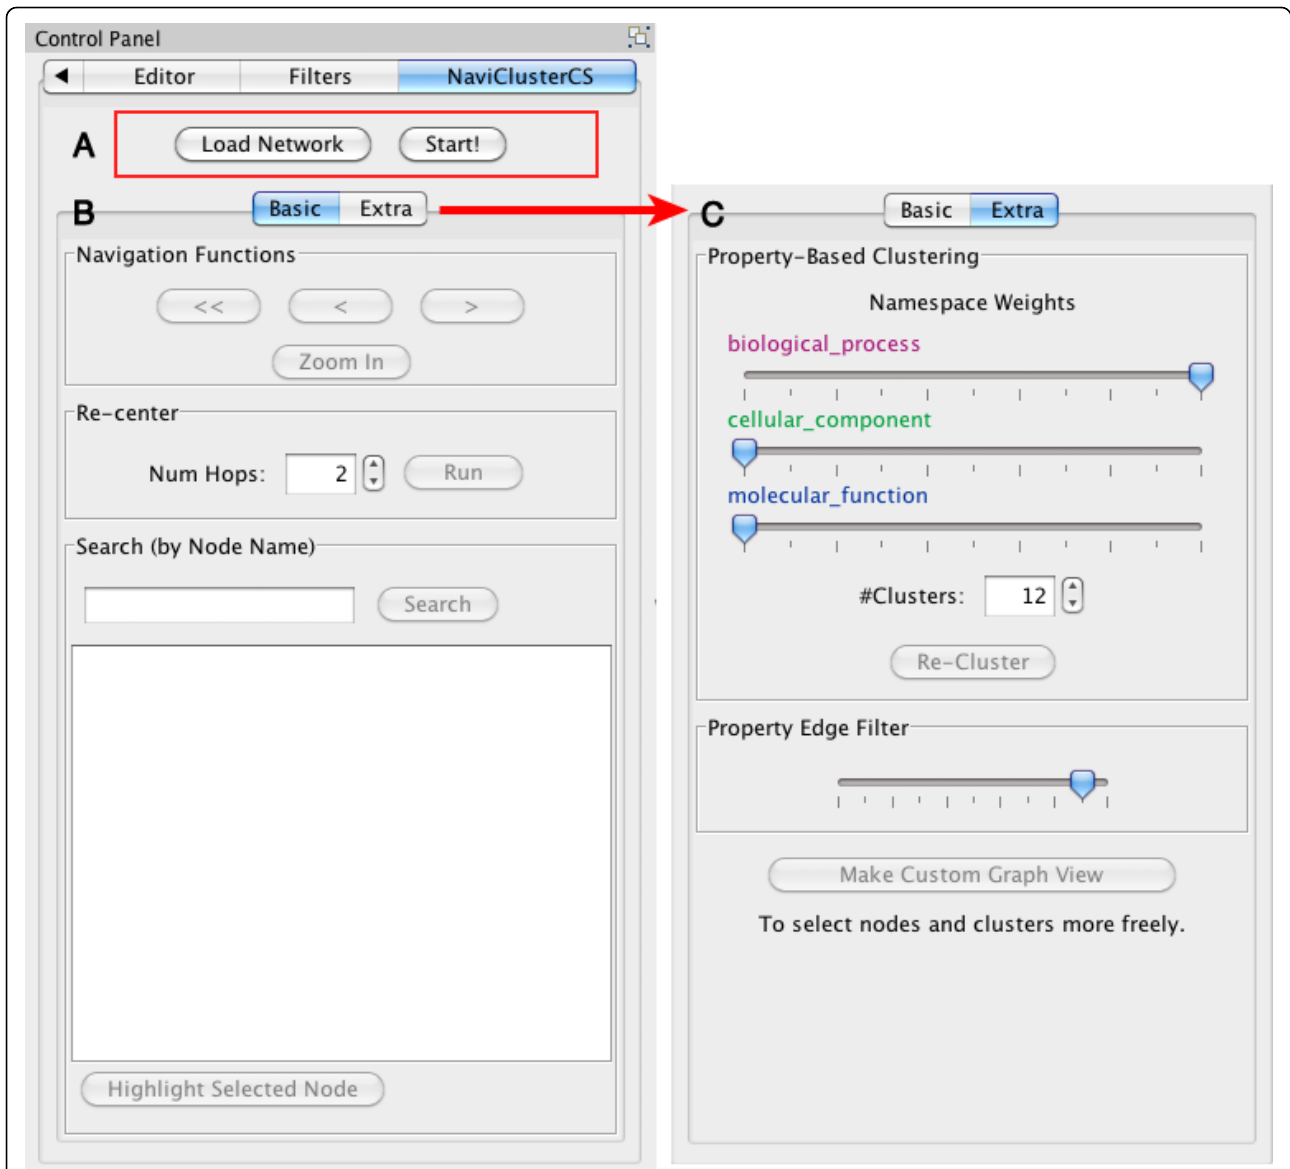 Control Panel
◀ Editor Filters NaviClusterCS
A Load Network Start!
B Basic Extra
Navigation Functions
<< < >
Zoom In
Re-center
Num Hops: 2 Run
Search (by Node Name)
Search
Highlight Selected Node
C Basic Extra
Property-Based Clustering
Namespace Weights
biological_process
cellular_component
molecular_function
#Clusters: 12
Re-Cluster
Property Edge Filter
Make Custom Graph View
To select nodes and clusters more freely.